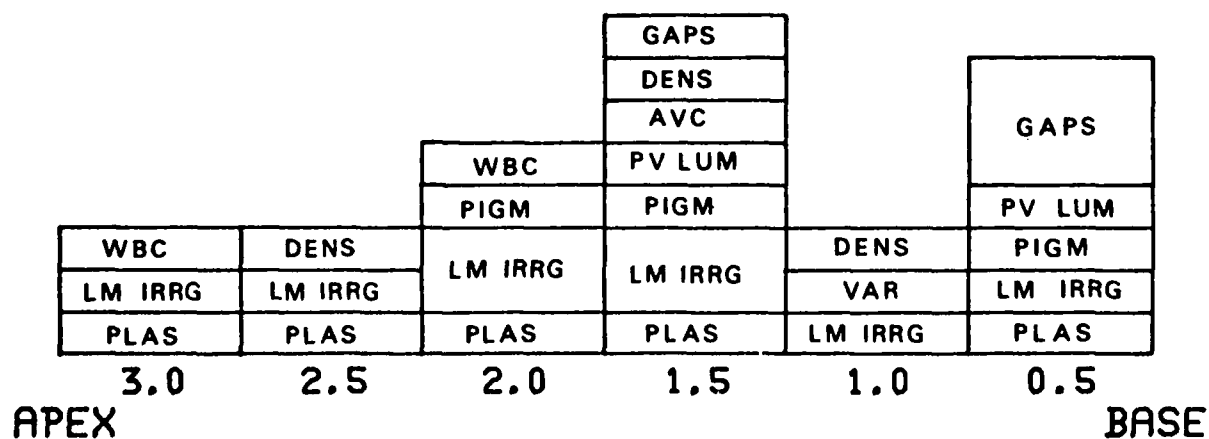 GAPS
DENS
AVC
GAPS
WBC PV LUM
PIGM PIGM PV LUM
WBC DENS DENS PIGM
LM IRRG LM IRRG
LM IRRG LM IRRG VAR LM IRRG
PLAS PLAS PLAS PLAS LM IRRG PLAS
3.0 2.5 2.0 1.5 1.0 0.5
APEX BASE